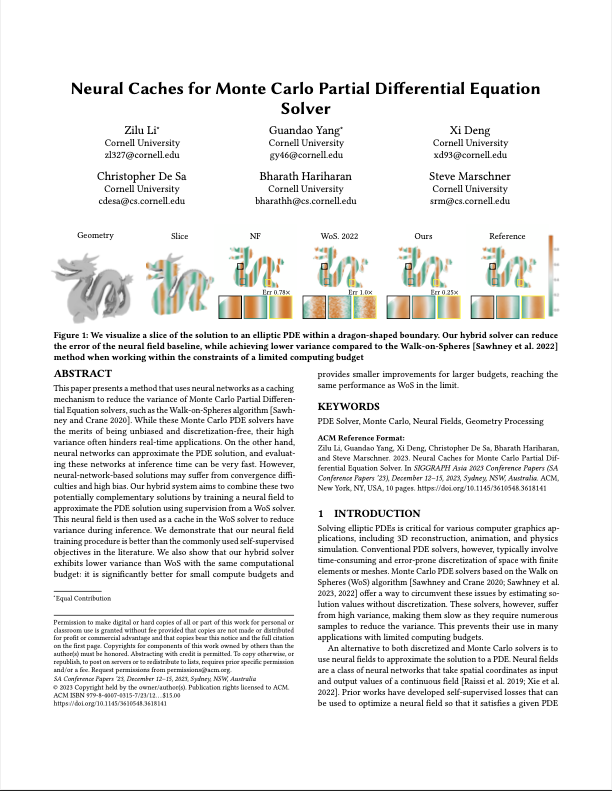 Neural Caches for Monte Carlo Partial Differential Equation
Solver
Zilu Li*
Cornell University
zl327@cornell.edu
Guandao Yang*
Cornell University
gy46@cornell.edu
Xi Deng
Cornell University
xd93@cornell.edu
Christopher De Sa
Cornell University
cdesa@cs.cornell.edu
Bharath Hariharan
Cornell University
bharathh@cornell.edu
Steve Marschner
Cornell University
srm@cs.cornell.edu
Geometry
Slice
NF
WoS. 2022
Ours
Reference
Err 0.78×
Err 1.0×
Err 0.25×
Figure 1: We visualize a slice of the solution to an elliptic PDE within a dragon-shaped boundary. Our hybrid solver can reduce
the error of the neural field baseline, while achieving lower variance compared to the Walk-on-Spheres [Sawhney et al. 2022]
method when working within the constraints of a limited computing budget
ABSTRACT
This paper presents a method that uses neural networks as a caching
mechanism to reduce the variance of Monte Carlo Partial Differen-
tial Equation solvers, such as the Walk-on-Spheres algorithm [Sawh-
ney and Crane 2020]. While these Monte Carlo PDE solvers have
the merits of being unbiased and discretization-free, their high
variance often hinders real-time applications. On the other hand,
neural networks can approximate the PDE solution, and evaluat-
ing these networks at inference time can be very fast. However,
neural-network-based solutions may suffer from convergence diffi-
culties and high bias. Our hybrid system aims to combine these two
potentially complementary solutions by training a neural field to
approximate the PDE solution using supervision from a WoS solver.
This neural field is then used as a cache in the WoS solver to reduce
variance during inference. We demonstrate that our neural field
training procedure is better than the commonly used self-supervised
objectives in the literature. We also show that our hybrid solver
exhibits lower variance than WoS with the same computational
budget: it is significantly better for small compute budgets and
*Equal Contribution
Permission to make digital or hard copies of all or part of this work for personal or
classroom use is granted without fee provided that copies are not made or distributed
for profit or commercial advantage and that copies bear this notice and the full citation
on the first page. Copyrights for components of this work owned by others than the
author(s) must be honored. Abstracting with credit is permitted. To copy otherwise, or
republish, to post on servers or to redistribute to lists, requires prior specific permission
and/or a fee. Request permissions from permissions@acm.org.
SA Conference Papers '23, December 12–15, 2023, Sydney, NSW, Australia
© 2023 Copyright held by the owner/author(s). Publication rights licensed to ACM.
ACM ISBN 979-8-4007-0315-7/23/12...$15.00
https://doi.org/10.1145/3610548.3618141
provides smaller improvements for larger budgets, reaching the
same performance as WoS in the limit.
KEYWORDS
PDE Solver, Monte Carlo, Neural Fields, Geometry Processing
ACM Reference Format:
Zilu Li, Guandao Yang, Xi Deng, Christopher De Sa, Bharath Hariharan,
and Steve Marschner. 2023. Neural Caches for Monte Carlo Partial Dif-
ferential Equation Solver. In SIGGRAPH Asia 2023 Conference Papers (SA
Conference Papers '23), December 12–15, 2023, Sydney, NSW, Australia. ACM,
New York, NY, USA, 10 pages. https://doi.org/10.1145/3610548.3618141
1 INTRODUCTION
Solving elliptic PDEs is critical for various computer graphics ap-
plications, including 3D reconstruction, animation, and physics
simulation. Conventional PDE solvers, however, typically involve
time-consuming and error-prone discretization of space with finite
elements or meshes. Monte Carlo PDE solvers based on the Walk on
Spheres (WoS) algorithm [Sawhney and Crane 2020; Sawhney et al.
2023, 2022] offer a way to circumvent these issues by estimating so-
lution values without discretization. These solvers, however, suffer
from high variance, making them slow as they require numerous
samples to reduce the variance. This prevents their use in many
applications with limited computing budgets.
An alternative to both discretized and Monte Carlo solvers is to
use neural fields to approximate the solution to a PDE. Neural fields
are a class of neural networks that take spatial coordinates as input
and output values of a continuous field [Raissi et al. 2019; Xie et al.
2022]. Prior works have developed self-supervised losses that can
be used to optimize a neural field so that it satisfies a given PDE